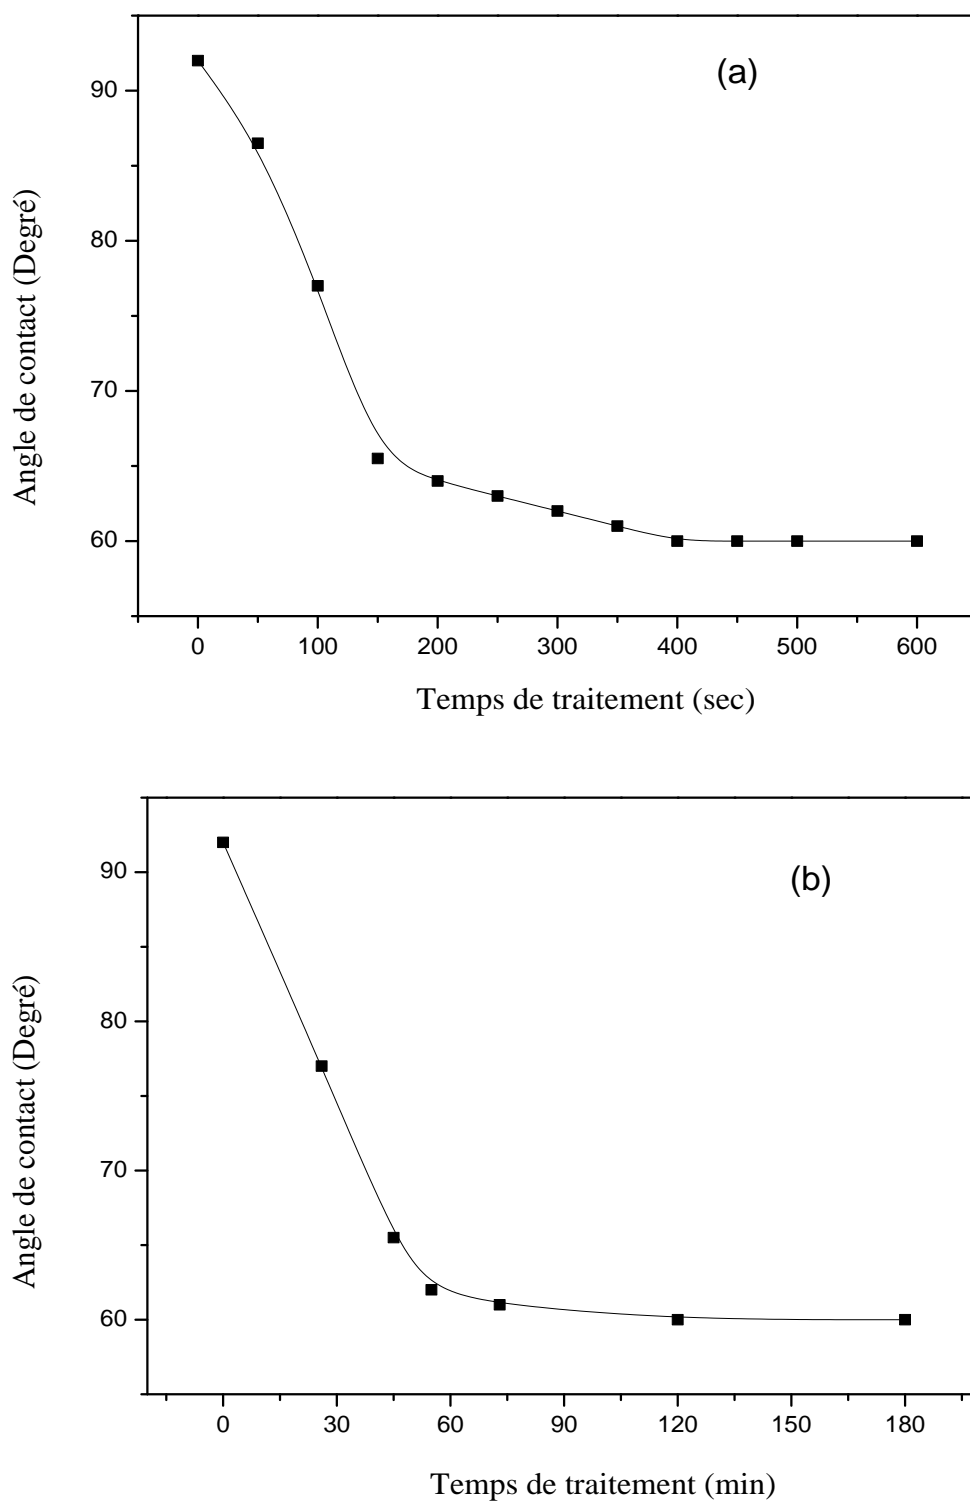 (a)
90
80
70
60
Angle de contact (Degré)
0 100 200 300 400 500 600
Temps de traitement (sec)
(b)
90
80
70
60
Angle de contact (Degré)
0 30 60 90 120 150 180
Temps de traitement (min)